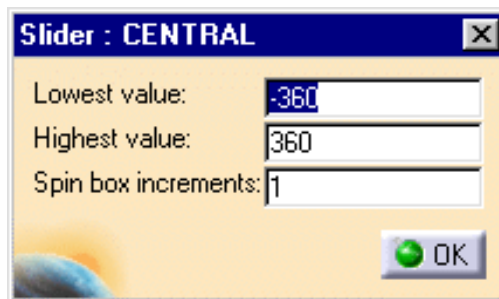 Slider : CENTRAL
Lowest value: -360
Highest value: 360
Spin box increments: 1
OK